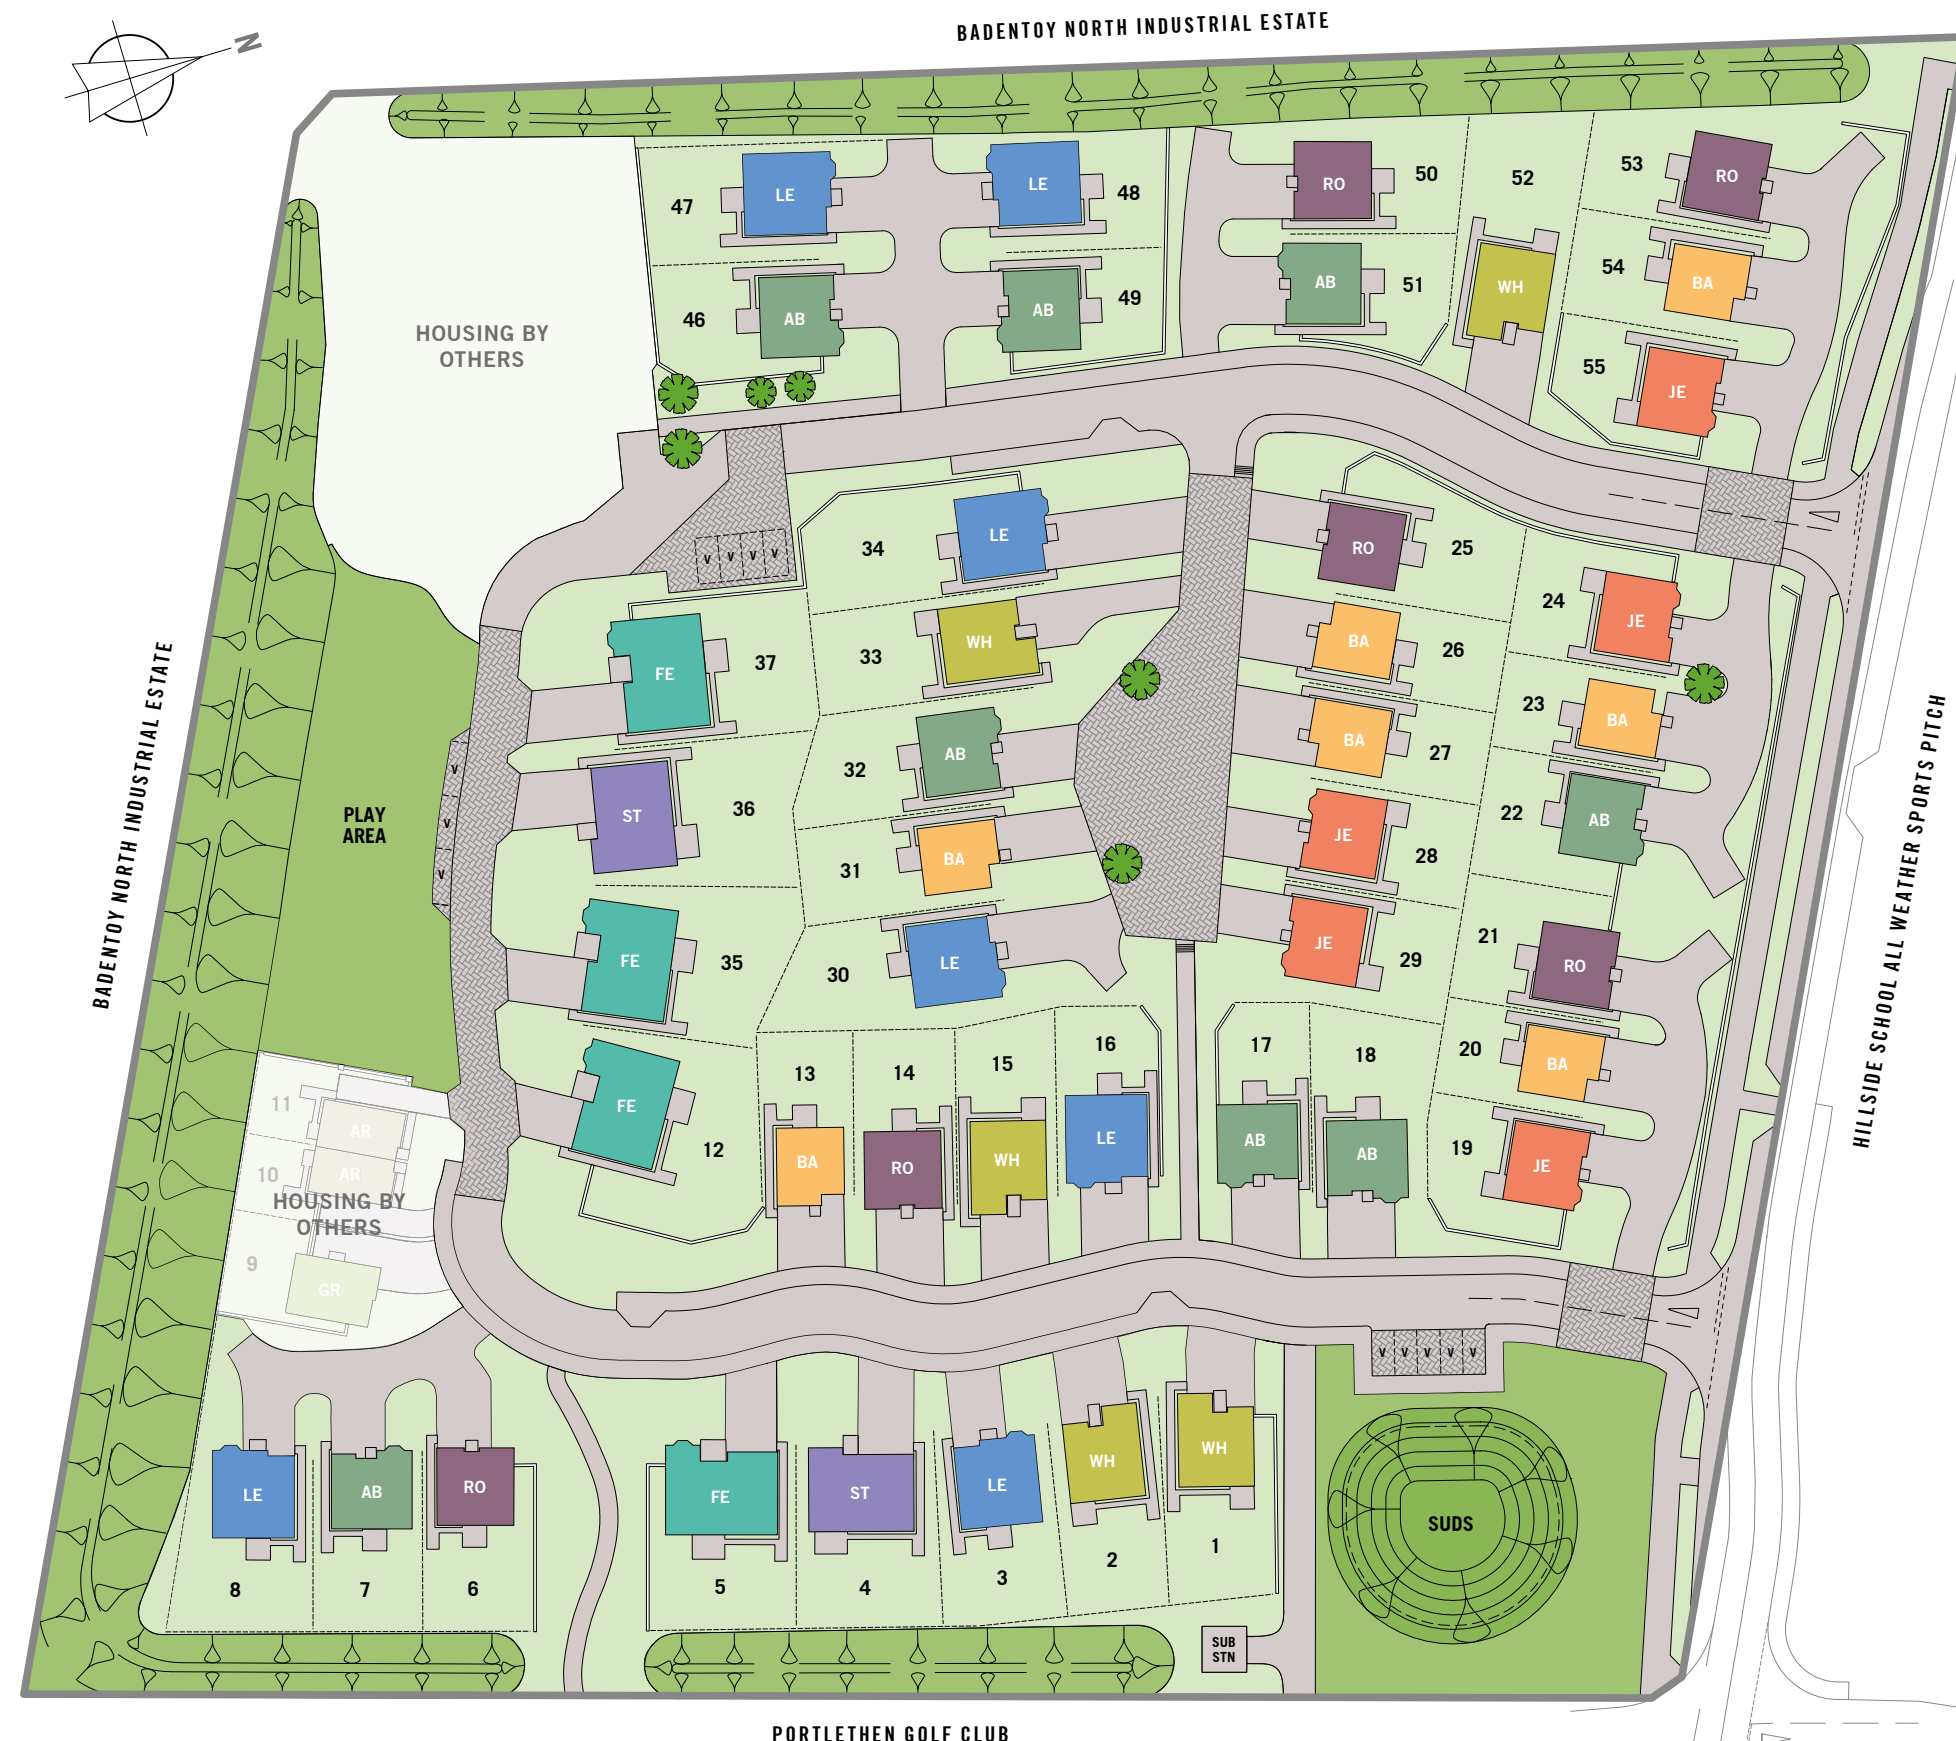 BADENTOY NORTH INDUSTRIAL ESTATE
N
47
LE
LE
48
RO
50
52
53
RO
46
AB
AB
49
AB
51
WH
54
BA
55
JE
HOUSING BY
OTHERS
34
LE
V V V V
RO
25
24
JE
33
WH
37
FE
BA
26
23
BA
32
AB
BA
27
36
ST
22
AB
JE
28
31
BA
PLAY
AREA
V
V
V
BADENTOY NORTH INDUSTRIAL ESTATE
HILLSIDE SCHOOL ALL WEATHER SPORTS PITCH
35
FE
30
LE
JE
29
21
RO
20
BA
19
JE
12
FE
13
BA
14
RO
15
WH
16
LE
17
AB
18
AB
11
AR
10
AR
HOUSING BY
OTHERS
9
GR
V V V V V
LE
AB
RO
FE
ST
LE
WH
WH
8
7
6
5
4
3
2
1
SUDS
SUB
STN
PORTLETHEN GOLF CLUB